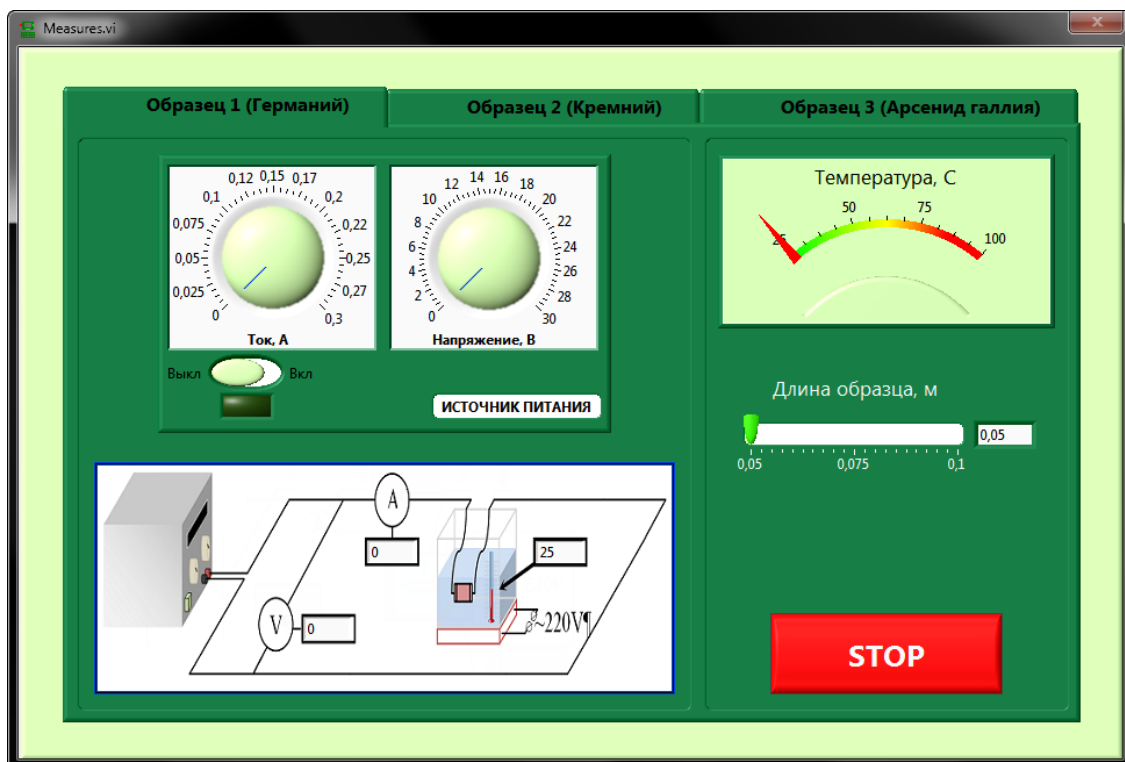 Measures.vi
Образец 1 (Германий)
Образец 2 (Кремний)
Образец 3 (Арсенид галлия)
0 0,025 0,05 0,075 0,1 0,12 0,15 0,17 0,2 0,22 0,25 0,27 0,3
Ток, А
0 2 4 6 8 10 12 14 16 18 20 22 24 26 28 30
Напряжение, В
Выкл
Вкл
ИСТОЧНИК ПИТАНИЯ
Температура, С
25 50 75 100
Длина образца, м
0,05
0,05 0,075 0,1
A
0
25
V
0
~220V¶
STOP